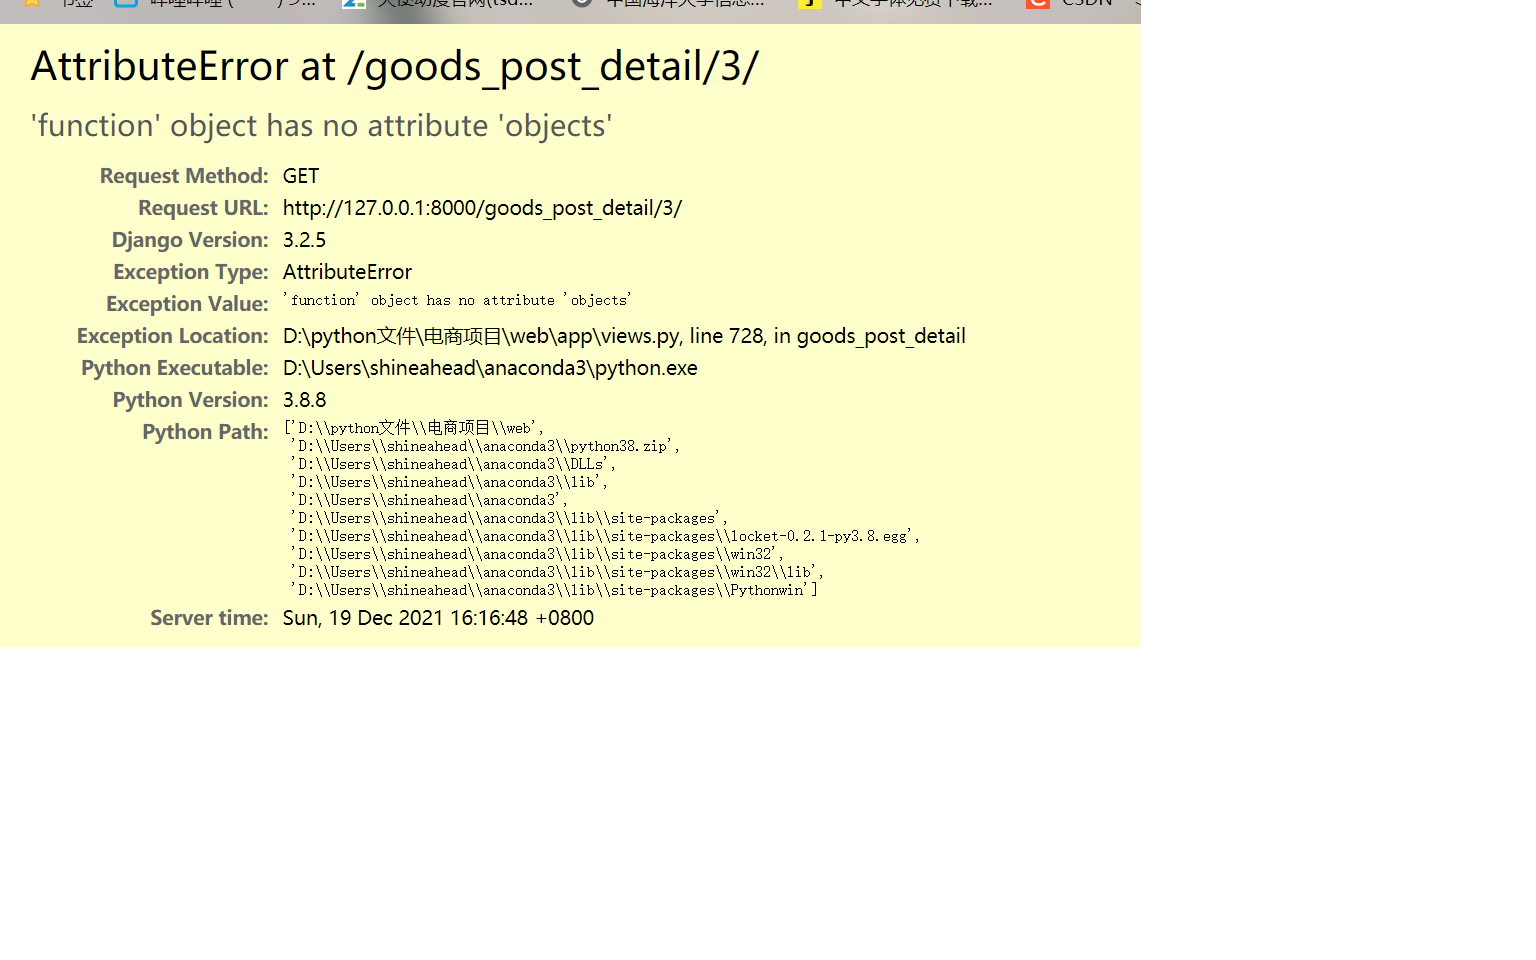 AttributeError at /goods_post_detail/3/
'function' object has no attribute 'objects'
Request Method: GET
Request URL: http://127.0.0.1:8000/goods_post_detail/3/
Django Version: 3.2.5
Exception Type: AttributeError
Exception Value: 'function' object has no attribute 'objects'
Exception Location: D:\python文件\电商项目\web\app\views.py, line 728, in goods_post_detail
Python Executable: D:\Users\shineahead\anaconda3\python.exe
Python Version: 3.8.8
Python Path: ['D:\\python文件\\电商项目\\web',
'D:\\Users\\shineahead\\anaconda3\\python38.zip',
'D:\\Users\\shineahead\\anaconda3\\DLLs',
'D:\\Users\\shineahead\\anaconda3\\lib',
'D:\\Users\\shineahead\\anaconda3',
'D:\\Users\\shineahead\\anaconda3\\lib\\site-packages',
'D:\\Users\\shineahead\\anaconda3\\lib\\site-packages\\locket-0.2.1-py3.8.egg',
'D:\\Users\\shineahead\\anaconda3\\lib\\site-packages\\win32',
'D:\\Users\\shineahead\\anaconda3\\lib\\site-packages\\win32\\lib',
'D:\\Users\\shineahead\\anaconda3\\lib\\site-packages\\Pythonwin']
Server time: Sun, 19 Dec 2021 16:16:48 +0800